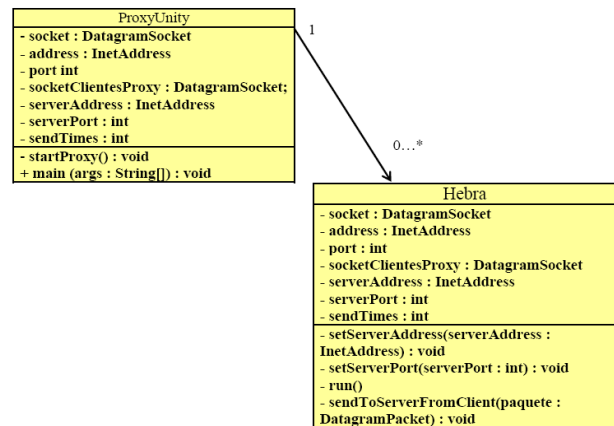 ProxyUnity
- socket : DatagramSocket
- address : InetAddress
- port int
- socketClientesProxy : DatagramSocket;
- serverAddress : InetAddress
- serverPort : int
- sendTimes : int
- startProxy() : void
+ main (args : String[]) : void
1
0…*
Hebra
- socket : DatagramSocket
- address : InetAddress
- port : int
- socketClientesProxy : DatagramSocket
- serverAddress : InetAddress
- serverPort : int
- sendTimes : int
- setServerAddress(serverAddress :
InetAddress) : void
- setServerPort(serverPort : int) : void
- run()
- sendToServerFromClient(paquete :
DatagramPacket) : void